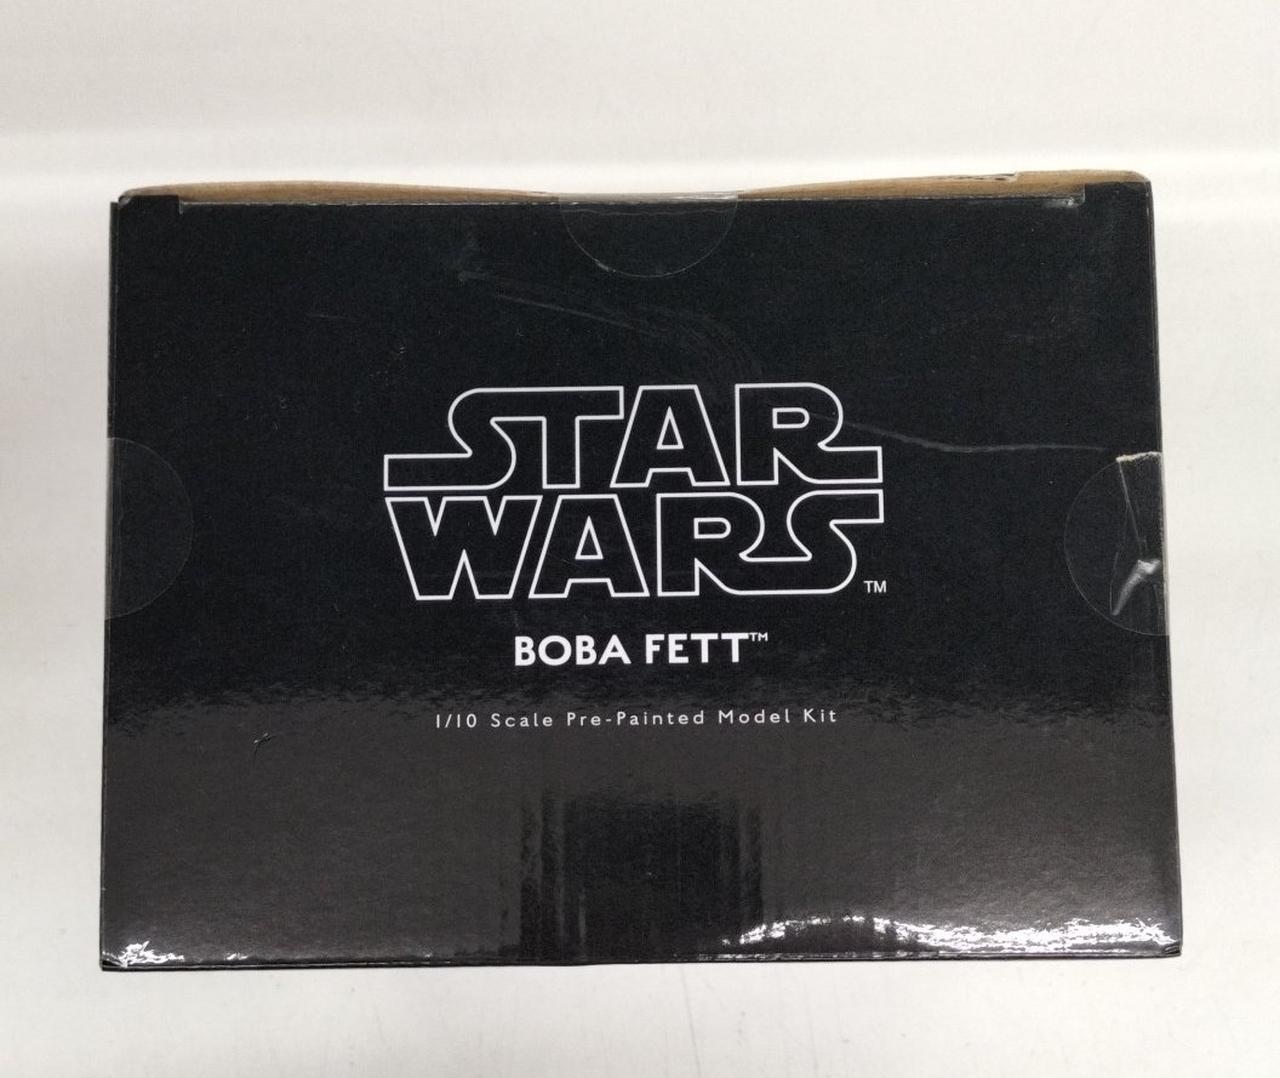 STAR
WARS™
BOBA FETT™
1/10 Scale Pre-Painted Model Kit